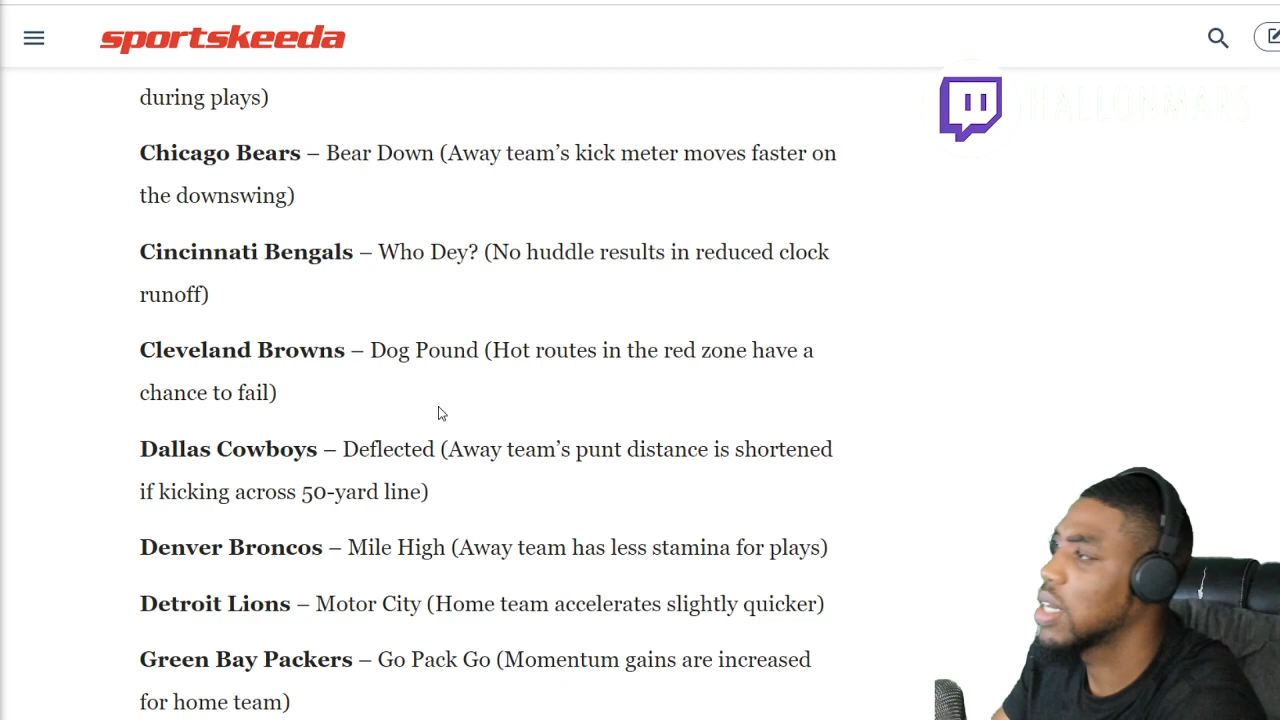 sportskeeda
HALLONMARS
during plays)
Chicago Bears – Bear Down (Away team’s kick meter moves faster on
the downswing)
Cincinnati Bengals – Who Dey? (No huddle results in reduced clock
runoff)
Cleveland Browns – Dog Pound (Hot routes in the red zone have a
chance to fail)
Dallas Cowboys – Deflected (Away team’s punt distance is shortened
if kicking across 50-yard line)
Denver Broncos – Mile High (Away team has less stamina for plays)
Detroit Lions – Motor City (Home team accelerates slightly quicker)
Green Bay Packers – Go Pack Go (Momentum gains are increased
for home team)